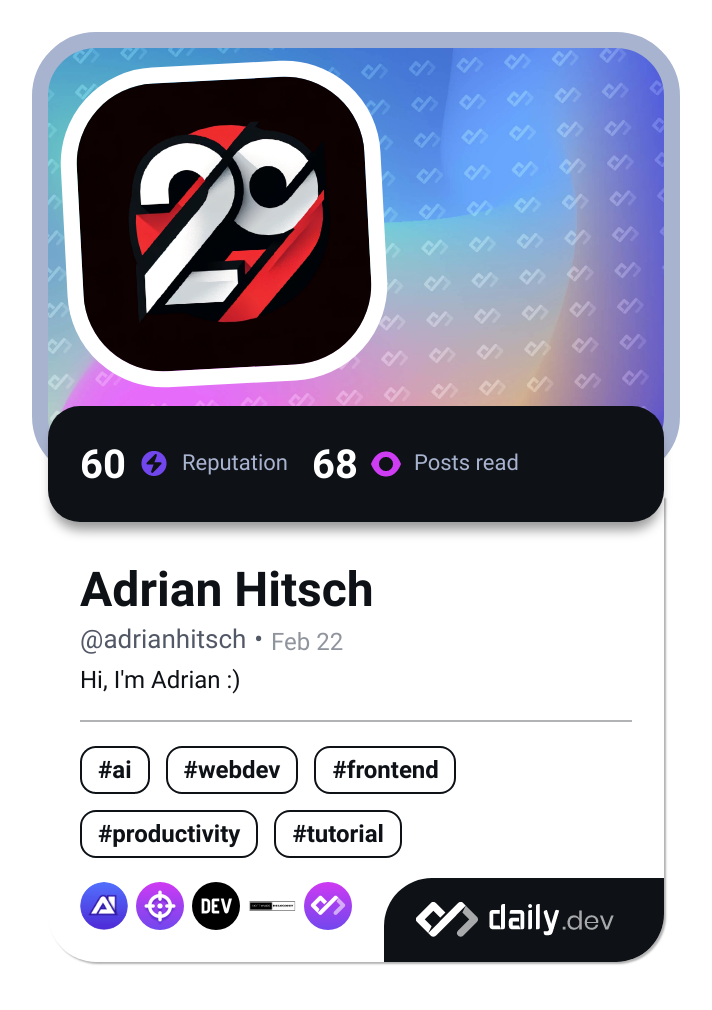 29
60 Reputation 68 Posts read
Adrian Hitsch
@adrianhitsch • Feb 22
Hi, I'm Adrian :)
#ai #webdev #frontend
#productivity #tutorial
DEV
daily.dev